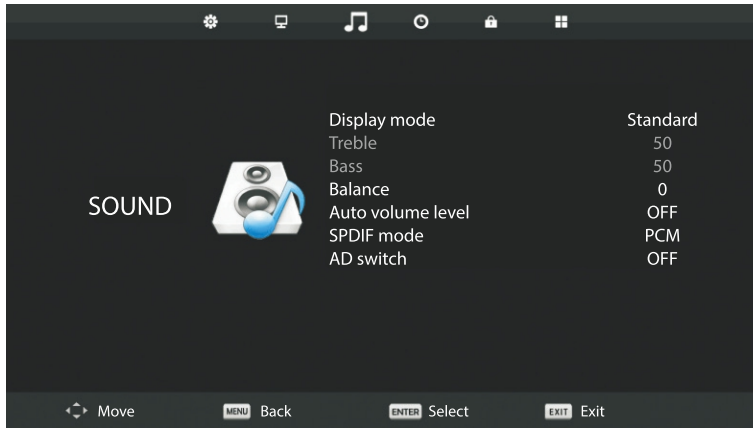 SOUND
Display mode Standard
Treble 50
Bass 50
Balance 0
Auto volume level OFF
SPDIF mode PCM
AD switch OFF
Move MENU Back ENTER Select EXIT Exit